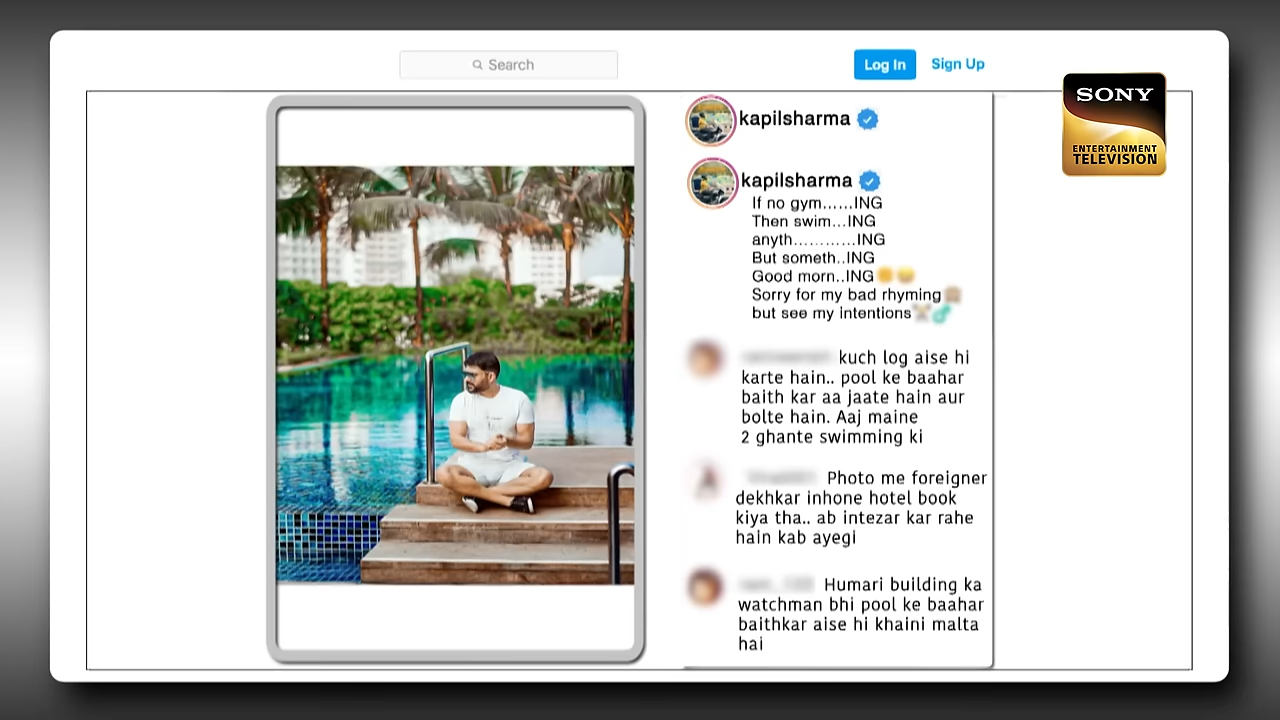 Search
Log In
Sign Up
SONY
ENTERTAINMENT
TELEVISION
kapilsharma
kapilsharma
If no gym......ING
Then swim...ING
anyth............ING
But someth..ING
Good morn..ING
Sorry for my bad rhyming
but see my intentions
kuch log aise hi
karte hain.. pool ke baahar
baith kar aa jaate hain aur
bolte hain. Aaj maine
2 ghante swimming ki
Photo me foreigner
dekhkar inhone hotel book
kiya tha.. ab intezar kar rahe
hain kab ayegi
Humari building ka
watchman bhi pool ke baahar
baithkar aise hi khaini malta
hai